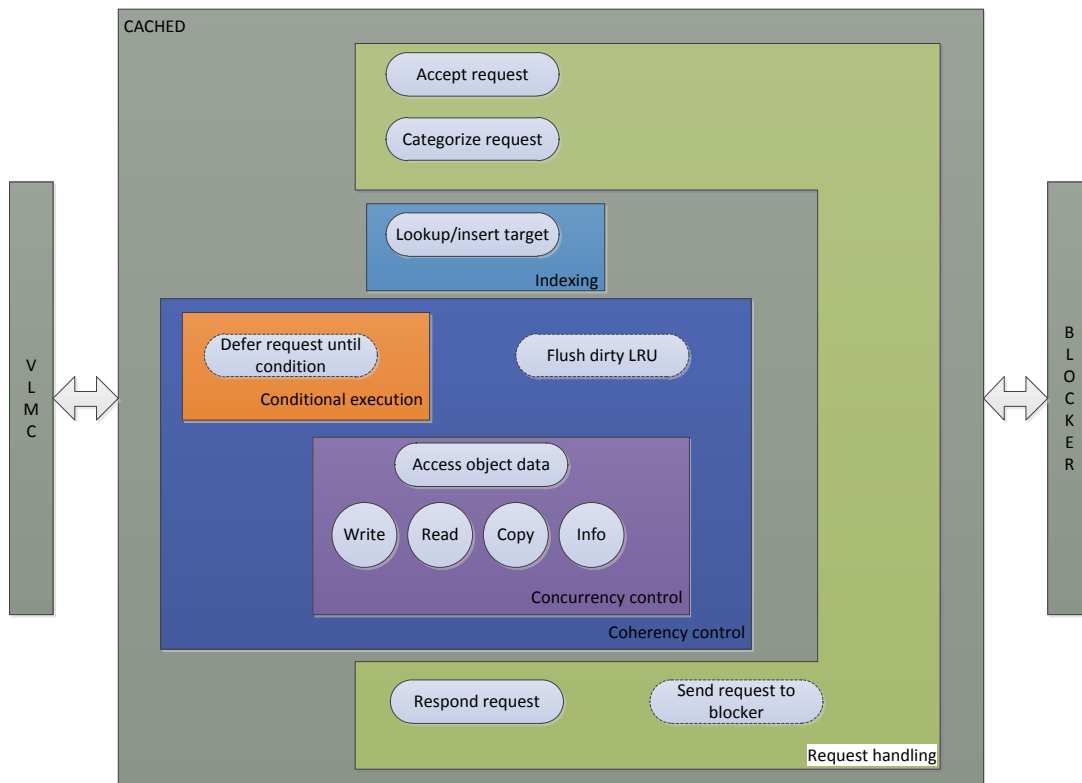 CACHED
Accept request
Categorize request
Lookup/insert target
Indexing
Defer request until
condition
Conditional execution
Flush dirty LRU
Access object data
Write
Read
Copy
Info
Concurrency control
Coherency control
Respond request
Send request to
blocker
Request handling
V
L
M
C
B
L
O
C
K
E
R